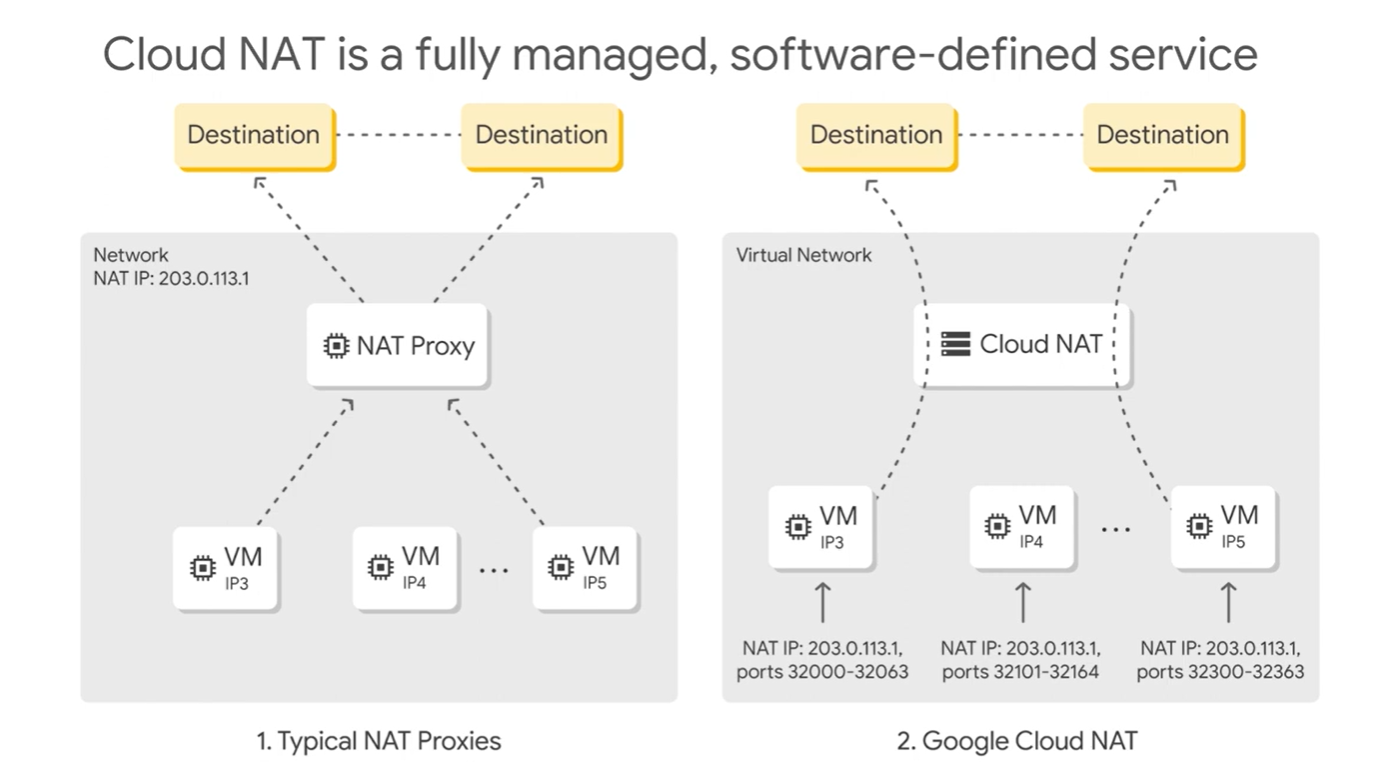 Cloud NAT is a fully managed, software-defined service
Destination
Destination
Network
NAT IP: 203.0.113.1
NAT Proxy
VM
IP3
VM
IP4
...
VM
IP5
1. Typical NAT Proxies
Destination
Destination
Virtual Network
Cloud NAT
VM
IP3
VM
IP4
...
VM
IP5
NAT IP: 203.0.113.1,
ports 32000-32063
NAT IP: 203.0.113.1,
ports 32101-32164
NAT IP: 203.0.113.1,
ports 32300-32363
2. Google Cloud NAT